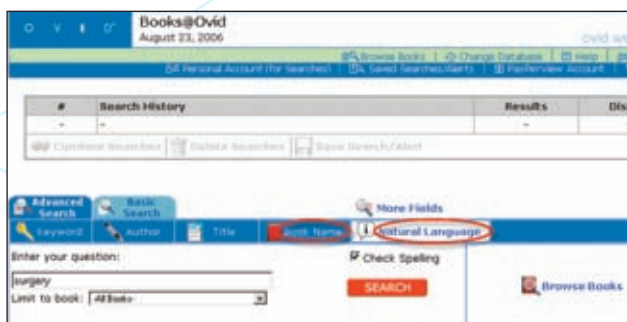 O V I D
Books@Ovid
August 23, 2006
Browse Books | Change Database | Help
Personal Account (for Searches) | Saved Searches/Alerts | PayPerView Account
# Search History Results Dis
- - -
Combine Searches Delete Searches Save Search/Alert
Advanced Search Basic Search More Fields
Keyword Author Title Book Name Natural Language
Enter your question: Check Spelling
surgery
Limit to book: All Books SEARCH Browse Books